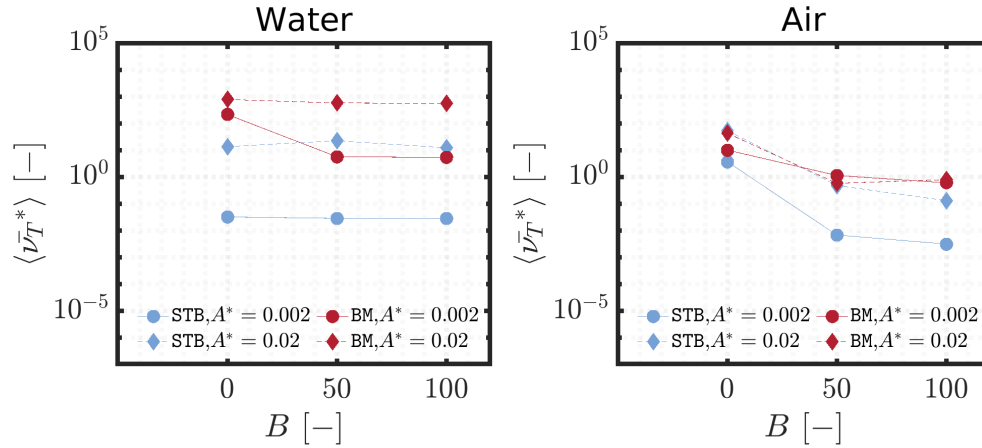 Water
10^5
10^0
10^{-5}
⟨ν̄_T*⟩ [−]
STB, A* = 0.002
BM, A* = 0.002
STB, A* = 0.02
BM, A* = 0.02
0 50 100
B [−]
Air
10^5
10^0
10^{-5}
⟨ν̄_T*⟩ [−]
STB, A* = 0.002
BM, A* = 0.002
STB, A* = 0.02
BM, A* = 0.02
0 50 100
B [−]